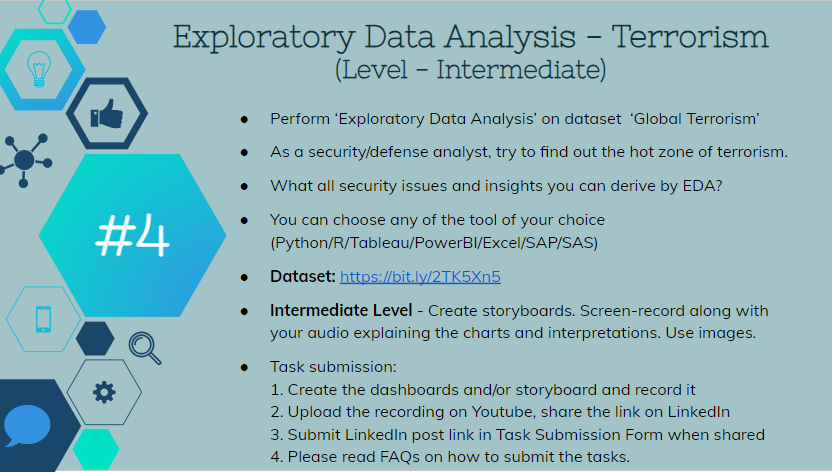 Exploratory Data Analysis - Terrorism
(Level - Intermediate)
● Perform ‘Exploratory Data Analysis’ on dataset ‘Global Terrorism’
● As a security/defense analyst, try to find out the hot zone of terrorism.
● What all security issues and insights you can derive by EDA?
● You can choose any of the tool of your choice
(Python/R/Tableau/PowerBI/Excel/SAP/SAS)
● Dataset: https://bit.ly/2TK5Xn5
● Intermediate Level - Create storyboards. Screen-record along with
your audio explaining the charts and interpretations. Use images.
● Task submission:
1. Create the dashboards and/or storyboard and record it
2. Upload the recording on Youtube, share the link on LinkedIn
3. Submit LinkedIn post link in Task Submission Form when shared
4. Please read FAQs on how to submit the tasks.
#4